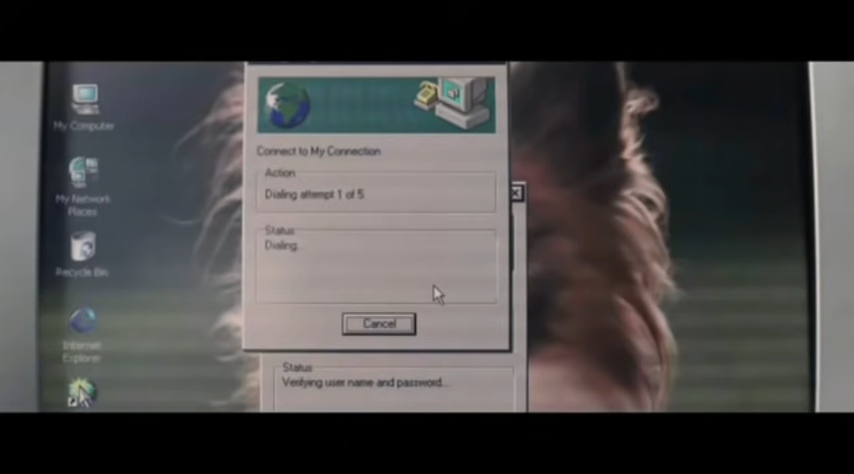 My Computer
My Network
Places
Recycle Bin
Internet
Explorer
Connect to My Connection
Action
Dialing attempt 1 of 5.
Status
Dialing...
Cancel
Status
Verifying user name and password...